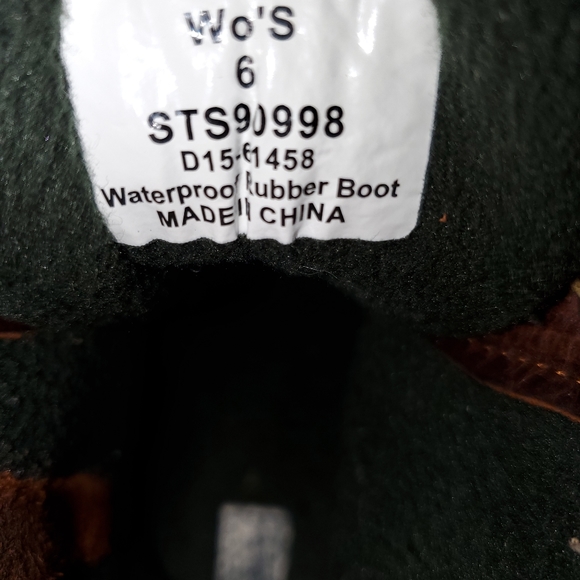 Wo'S
6
STS90998
D15-61458
Waterproof Rubber Boot
MADE IN CHINA